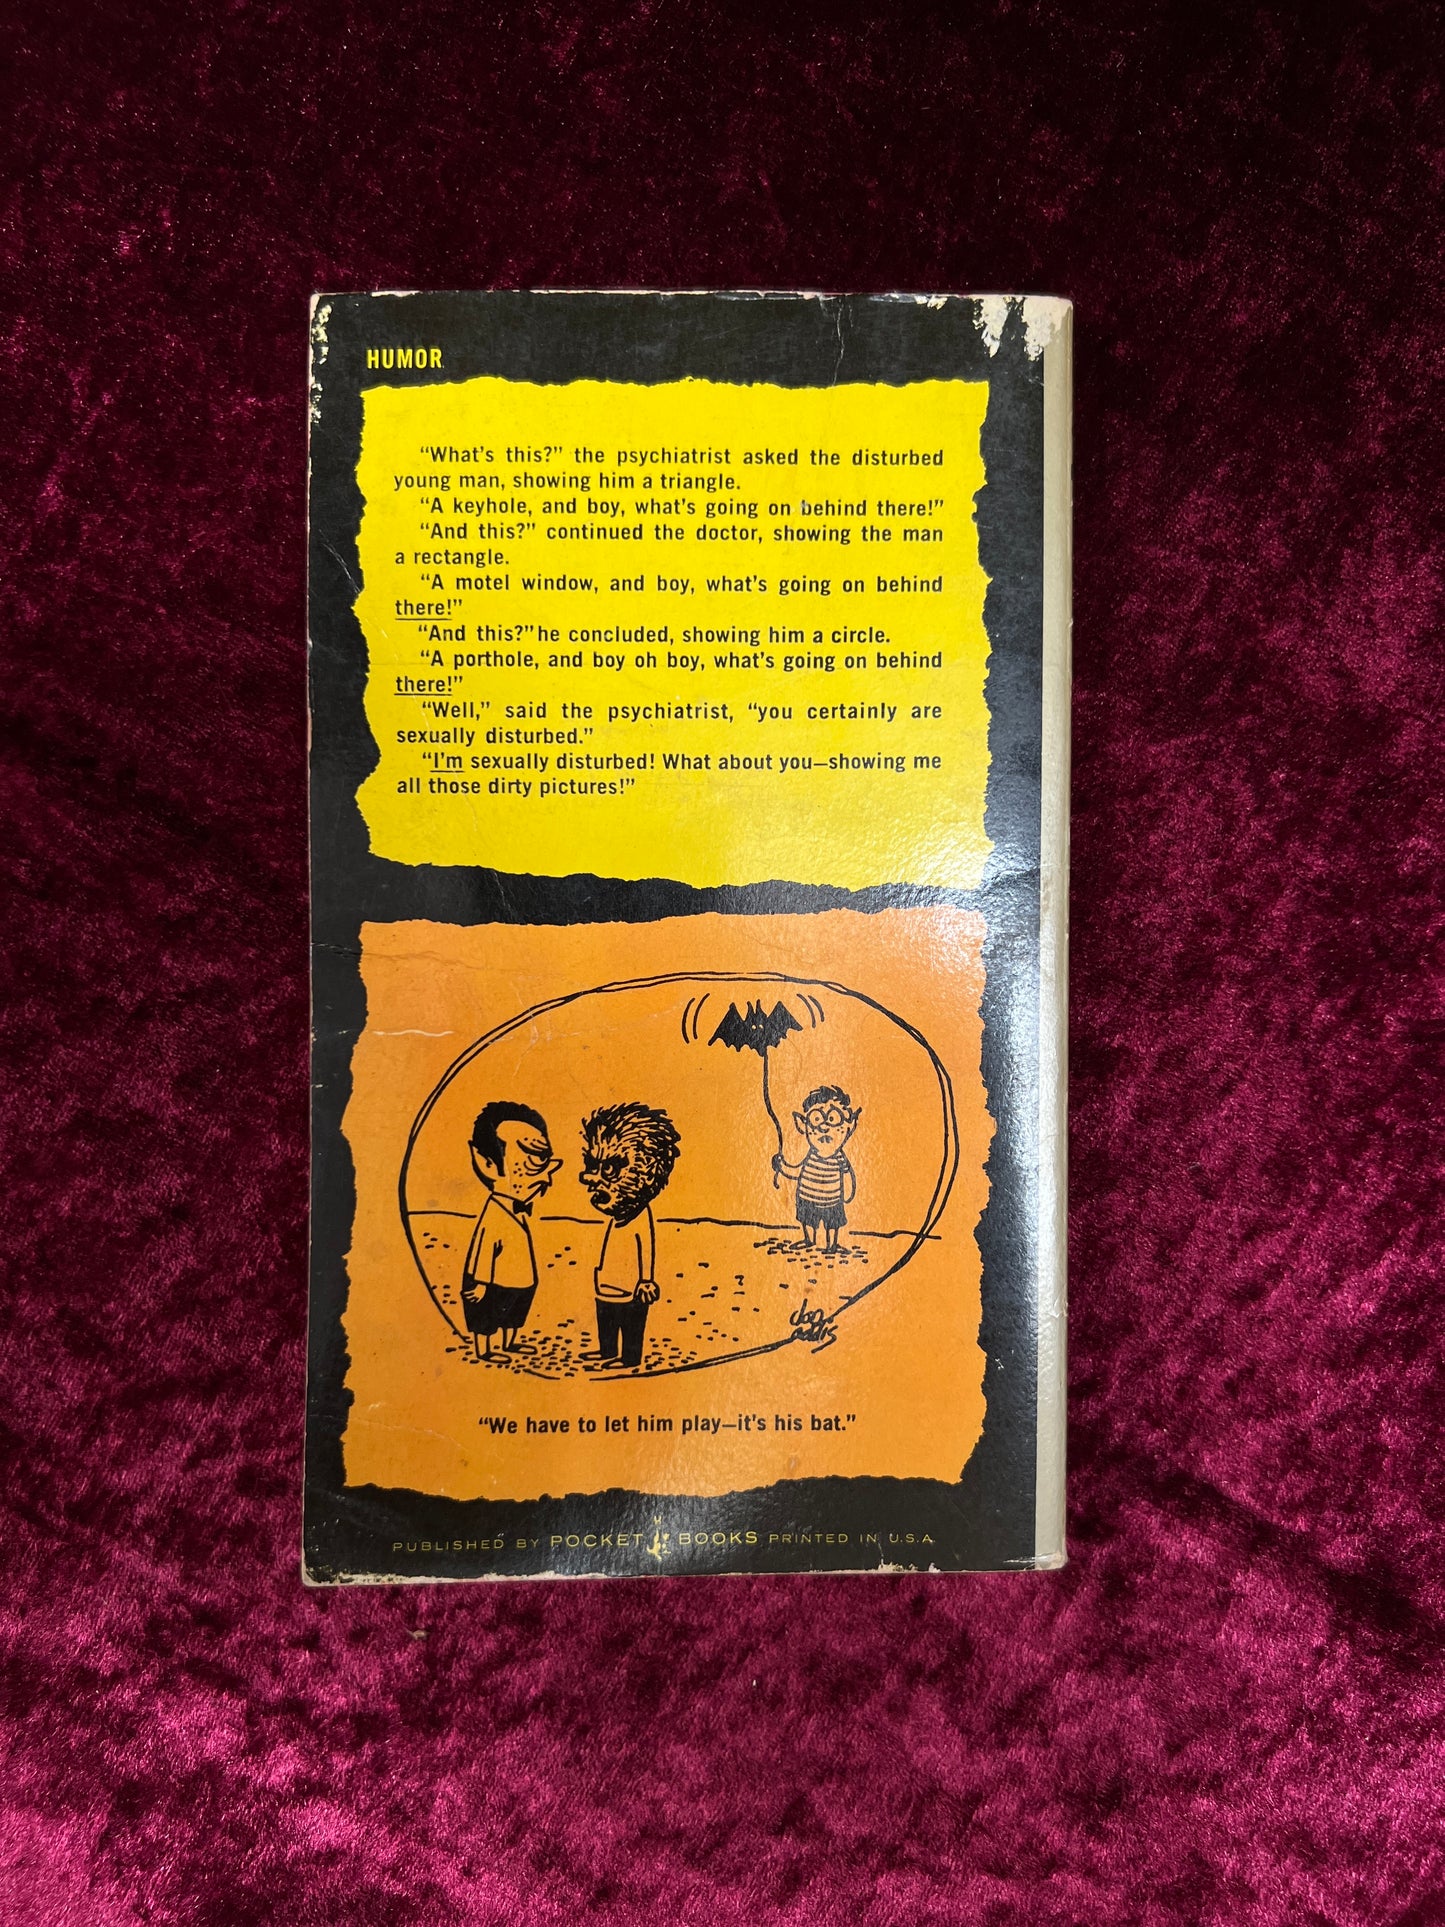 HUMOR
“What’s this?” the psychiatrist asked the disturbed
young man, showing him a triangle.
“A keyhole, and boy, what’s going on behind there!”
“And this?” continued the doctor, showing the man
a rectangle.
“A motel window, and boy, what’s going on behind
there!”
“And this?” he concluded, showing him a circle.
“A porthole, and boy oh boy, what’s going on behind
there!”
“Well,” said the psychiatrist, “you certainly are
sexually disturbed.”
“I’m sexually disturbed! What about you—showing me
all those dirty pictures!”
don
addis
“We have to let him play—it’s his bat.”
PUBLISHED BY POCKET BOOKS PRINTED IN U.S.A.